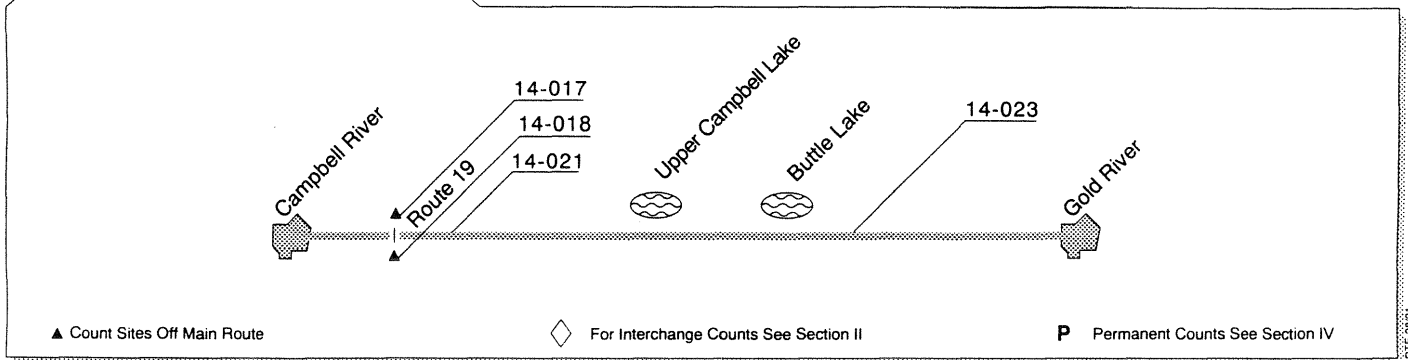 14-017
14-018
14-021
14-023
Campbell River
Route 19
Upper Campbell Lake
Buttle Lake
Gold River
▲ Count Sites Off Main Route
For Interchange Counts See Section II
P Permanent Counts See Section IV